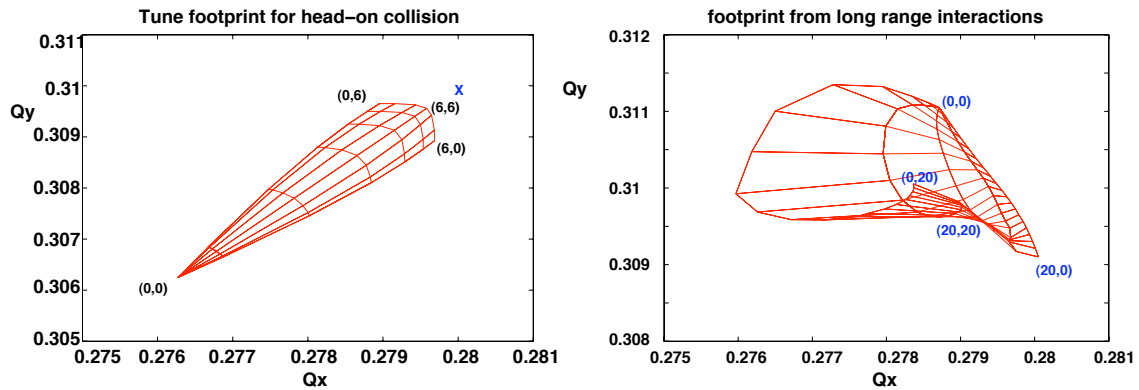 Tune footprint for head-on collision
0.311
0.31
0.309
0.308
0.307
0.306
0.305
Qy
X
(0,6)
(6,6)
(6,0)
(0,0)
0.275 0.276 0.277 0.278 0.279 0.28 0.281
Qx
footprint from long range interactions
0.312
0.311
0.31
0.309
0.308
Qy
(0,0)
(0,20)
(20,20)
(20,0)
0.275 0.276 0.277 0.278 0.279 0.28 0.281
Qx